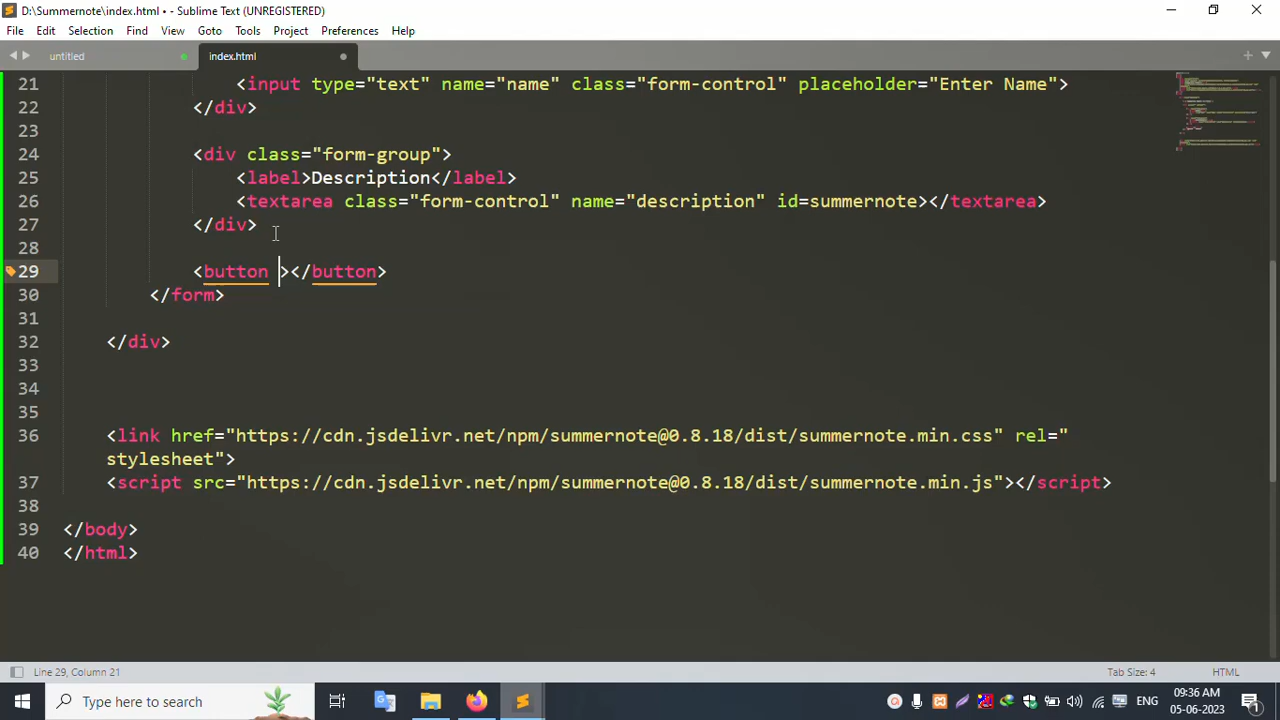 D:\Summernote\index.html • - Sublime Text (UNREGISTERED)
File Edit Selection Find View Goto Tools Project Preferences Help
untitled
index.html
21 <input type="text" name="name" class="form-control" placeholder="Enter Name">
22 </div>
23
24 <div class="form-group">
25 <label>Description</label>
26 <textarea class="form-control" name="description" id=summernote></textarea>
27 </div>
28
29 <button ></button>
30 </form>
31
32 </div>
33
34
35
36 <link href="https://cdn.jsdelivr.net/npm/summernote@0.8.18/dist/summernote.min.css" rel="
stylesheet">
37 <script src="https://cdn.jsdelivr.net/npm/summernote@0.8.18/dist/summernote.min.js"></script>
38
39 </body>
40 </html>
Line 29, Column 21
Tab Size: 4
HTML
Type here to search
ENG
09:36 AM
05-06-2023
1